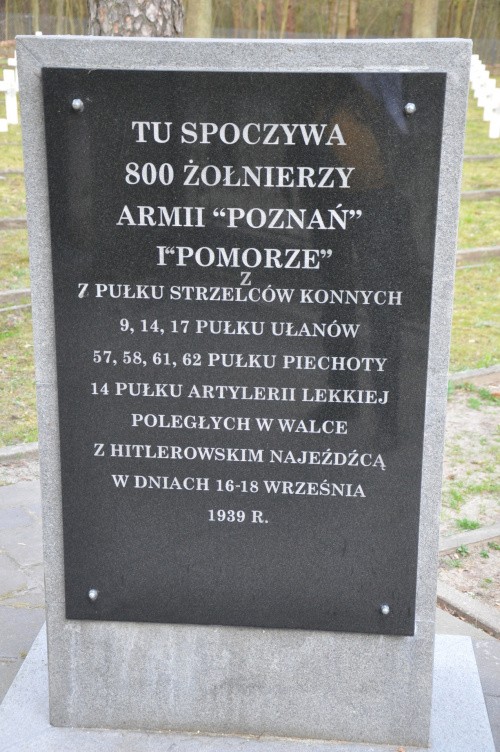 TU SPOCZYWA
800 ŻOŁNIERZY
ARMII “POZNAŃ”
I“POMORZE”
Z
7 PUŁKU STRZELCÓW KONNYCH
9, 14, 17 PUŁKU UŁANÓW
57, 58, 61, 62 PUŁKU PIECHOTY
14 PUŁKU ARTYLERII LEKKIEJ
POLEGŁYCH W WALCE
Z HITLEROWSKIM NAJEŹDŹCĄ
W DNIACH 16-18 WRZEŚNIA
1939 R.